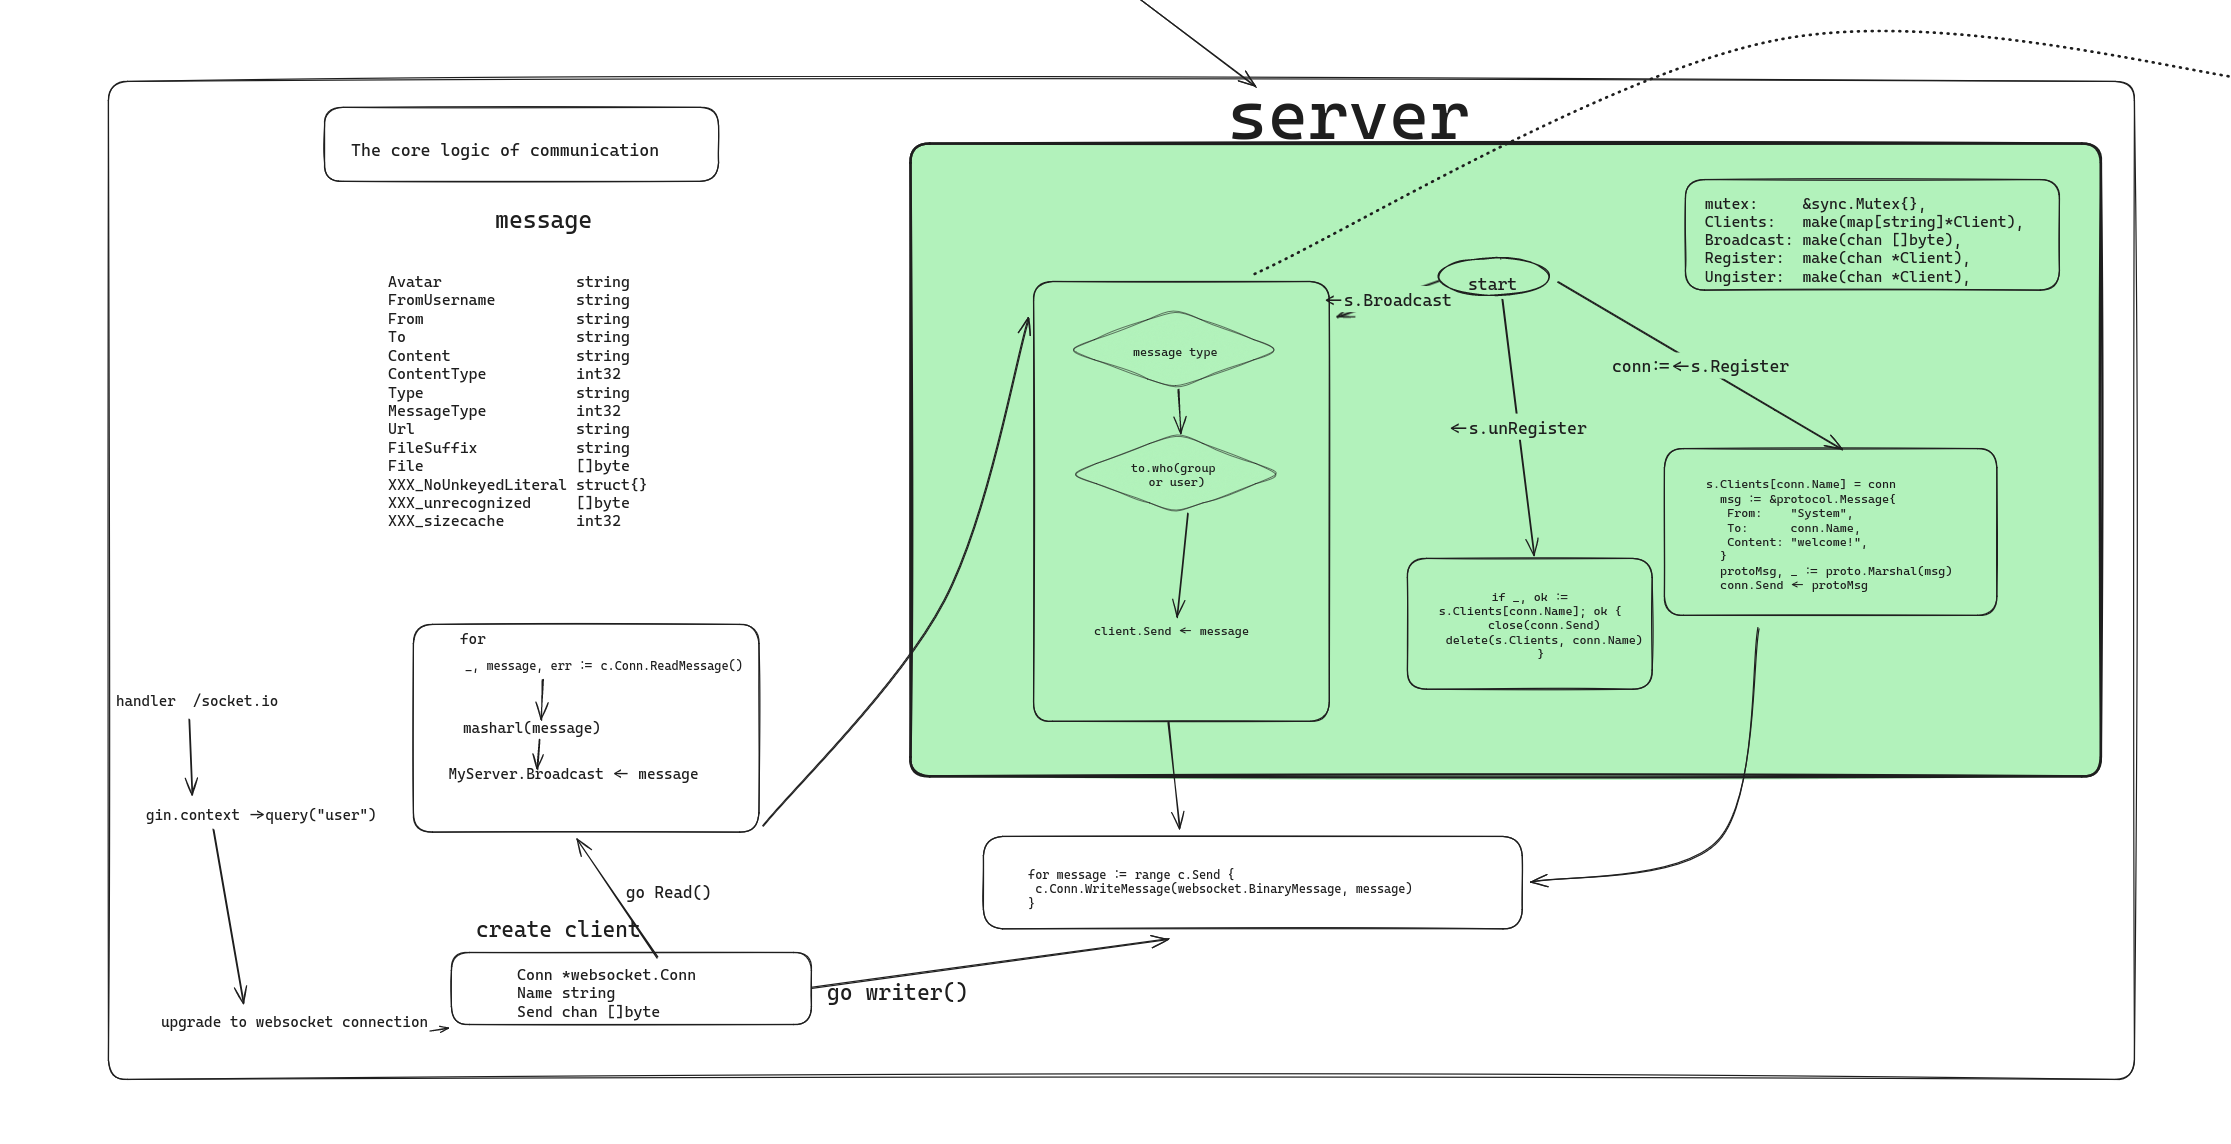 server
The core logic of communication
message
Avatar               string
FromUsername         string
From                 string
To                   string
Content              string
ContentType          int32
Type                 string
MessageType          int32
Url                  string
FileSuffix           string
File                 []byte
XXX_NoUnkeyedLiteral struct{}
XXX_unrecognized     []byte
XXX_sizecache        int32
mutex:     &sync.Mutex{},
Clients:   make(map[string]*Client),
Broadcast: make(chan []byte),
Register:  make(chan *Client),
Ungister:  make(chan *Client),
start
←s.Broadcast
message type
to.who(group
or user)
client.Send ← message
conn:=←s.Register
←s.unRegister
s.Clients[conn.Name] = conn
msg := &protocol.Message{
From:    "System",
To:      conn.Name,
Content: "welcome!",
}
protoMsg, _ := proto.Marshal(msg)
conn.Send ← protoMsg
if _, ok :=
s.Clients[conn.Name]; ok {
close(conn.Send)
delete(s.Clients, conn.Name)
}
for
_, message, err := c.Conn.ReadMessage()
masharl(message)
MyServer.Broadcast ← message
handler  /socket.io
gin.context →query("user")
upgrade to websocket connection
go Read()
create client
Conn *websocket.Conn
Name string
Send chan []byte
go writer()
for message := range c.Send {
c.Conn.WriteMessage(websocket.BinaryMessage, message)
}